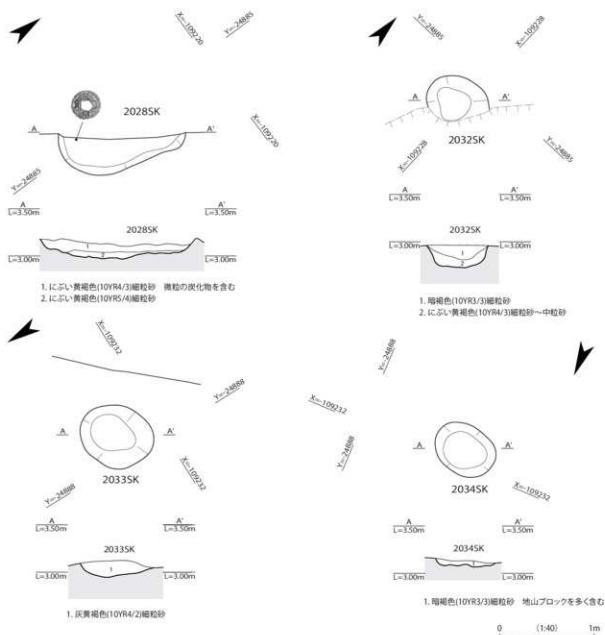 X=-109220
Y=-24885
2028SK
A A'
X=-109220
Y=-24885
A A'
L=3.50m L=3.50m
2028SK
1
2
L=3.00m L=3.00m
1. にぶい黄褐色(10YR4/3)細粒砂 微粒の炭化物を含む
2. にぶい黄褐色(10YR5/4)細粒砂
Y=-24885
X=-109228
A A'
2032SK
X=-109228
Y=-24885
A A'
L=3.50m L=3.50m
2032SK
L=3.00m L=3.00m
1
2
1. 暗褐色(10YR3/3)細粒砂
2. にぶい黄褐色(10YR4/3)細粒砂～中粒砂
X=-109232
Y=-24888
A A'
2033SK
X=-109232
Y=-24888
A A'
L=3.50m L=3.50m
2033SK
1
L=3.00m L=3.00m
1. 灰黄褐色(10YR4/2)細粒砂
Y=-24888
X=-109232
Y=-24888
A A'
2034SK
X=-109232
A A'
L=3.50m L=3.50m
2034SK
1
L=3.00m L=3.00m
1. 暗褐色(10YR3/3)細粒砂 地山ブロックを多く含む
0 (1:40) 1m